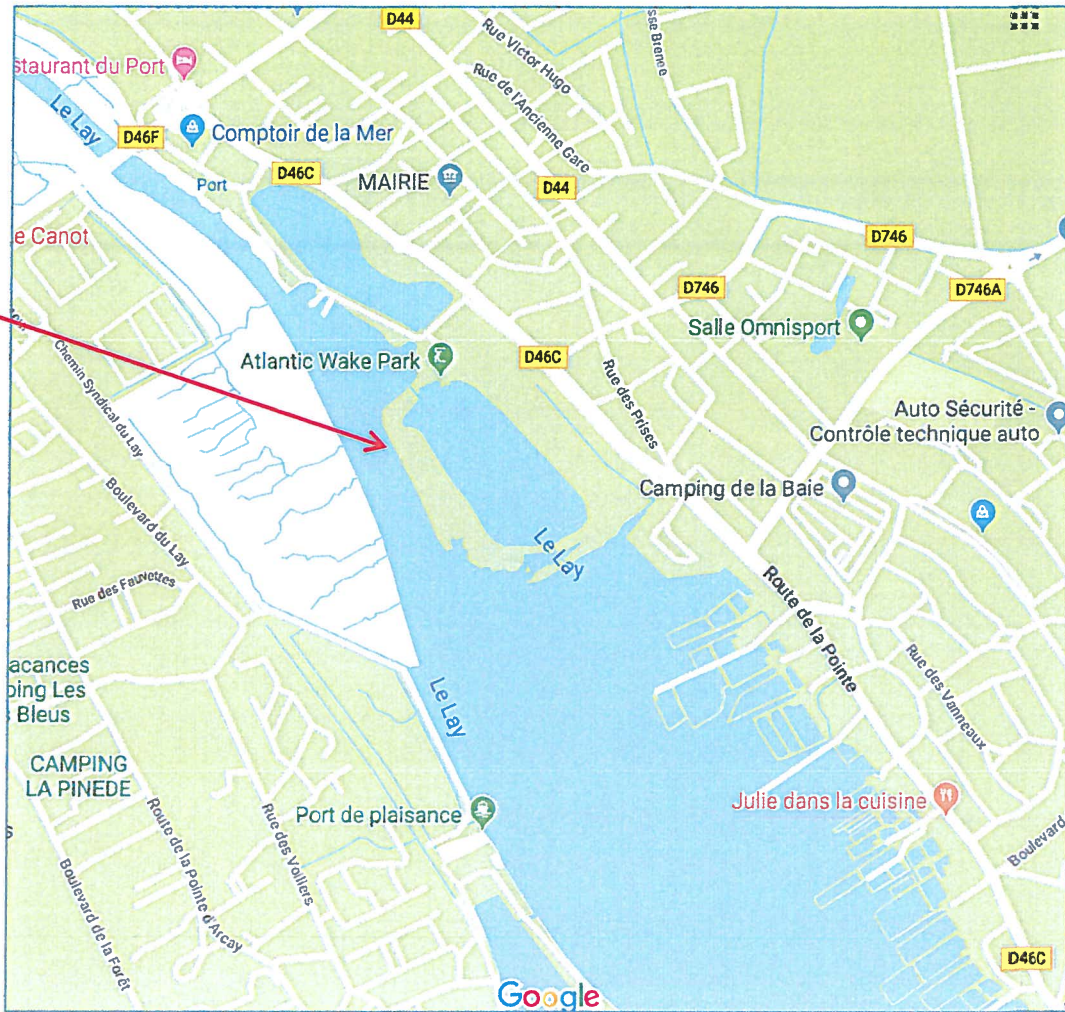 D44
Rue Victor Hugo
sse Brenée
staurant du Port
Rue de l'Ancienne Gare
Le Lay
D46F
Comptoir de la Mer
Port
D46C
MAIRIE
D44
e Canot
D746
D746
D746A
Salle Omnisport
Chemin Syndical du Lay
Atlantic Wake Park
D46C
Rue des Prises
Auto Sécurité -
Contrôle technique auto
Boulevard du Lay
Camping de la Baie
Le Lay
Rue des Fauvettes
Route de la Pointe
acances
ping Les
s Bleus
Rue des Vanneaux
Le Lay
CAMPING
LA PINEDE
Port de plaisance
Julie dans la cuisine
Route de la Pointe d'Arcay
Rue des Voiliers
Boulevard
Boulevard de la Forêt
s
D46C
Google